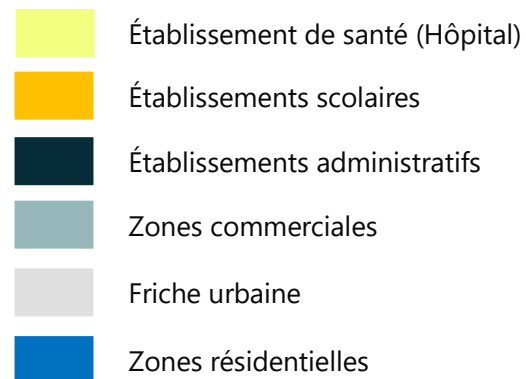 Établissement de santé (Hôpital)
Établissements scolaires
Établissements administratifs
Zones commerciales
Friche urbaine
Zones résidentielles